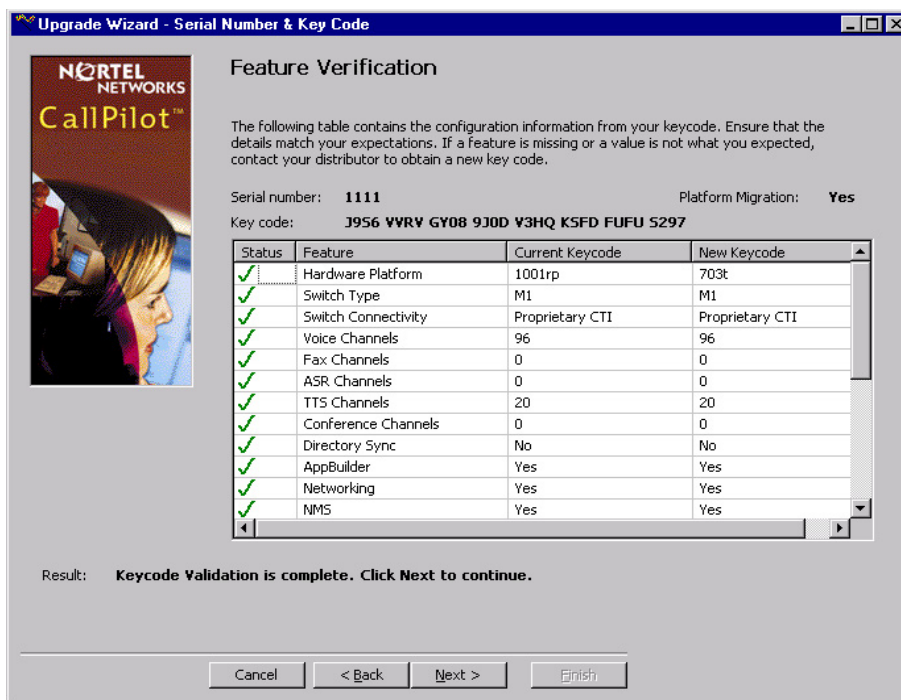 Upgrade Wizard - Serial Number & Key Code
NORTEL
NETWORKS
CallPilot™
Feature Verification
The following table contains the configuration information from your keycode. Ensure that the
details match your expectations. If a feature is missing or a value is not what you expected,
contact your distributor to obtain a new key code.
Serial number: 1111 Platform Migration: Yes
Key code: J956 VVRV GY08 9J0D V3HQ K5FD FUFU 5297
Status Feature Current Keycode New Keycode
Hardware Platform 1001rp 703t
Switch Type M1 M1
Switch Connectivity Proprietary CTI Proprietary CTI
Voice Channels 96 96
Fax Channels 0 0
ASR Channels 0 0
TTS Channels 20 20
Conference Channels 0 0
Directory Sync No No
AppBuilder Yes Yes
Networking Yes Yes
NMS Yes Yes
Result: Keycode Validation is complete. Click Next to continue.
Cancel < Back Next > Finish